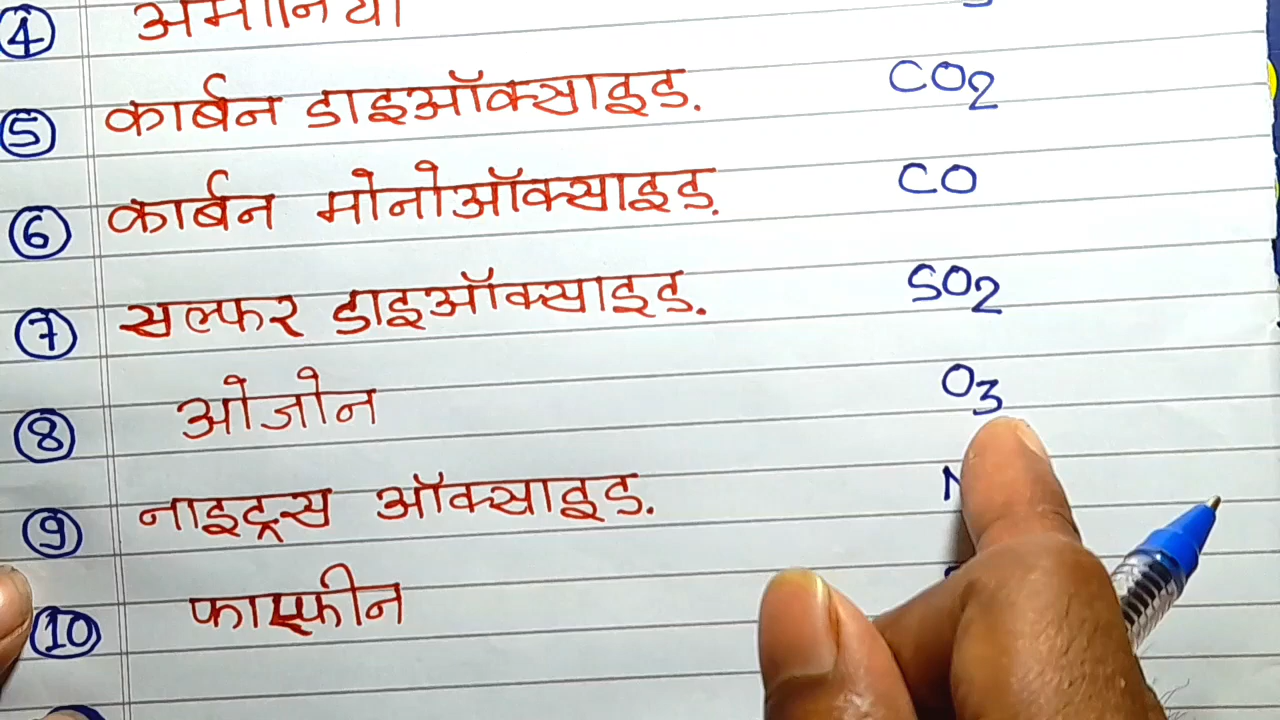 ④ अमोनिया
⑤ कार्बन डाइऑक्साइड. CO₂
⑥ कार्बन मोनोऑक्साइड. CO
⑦ सल्फर डाइऑक्साइड. SO₂
⑧ ओजोन O₃
⑨ नाइट्रस ऑक्साइड. N
⑩ फास्फीन